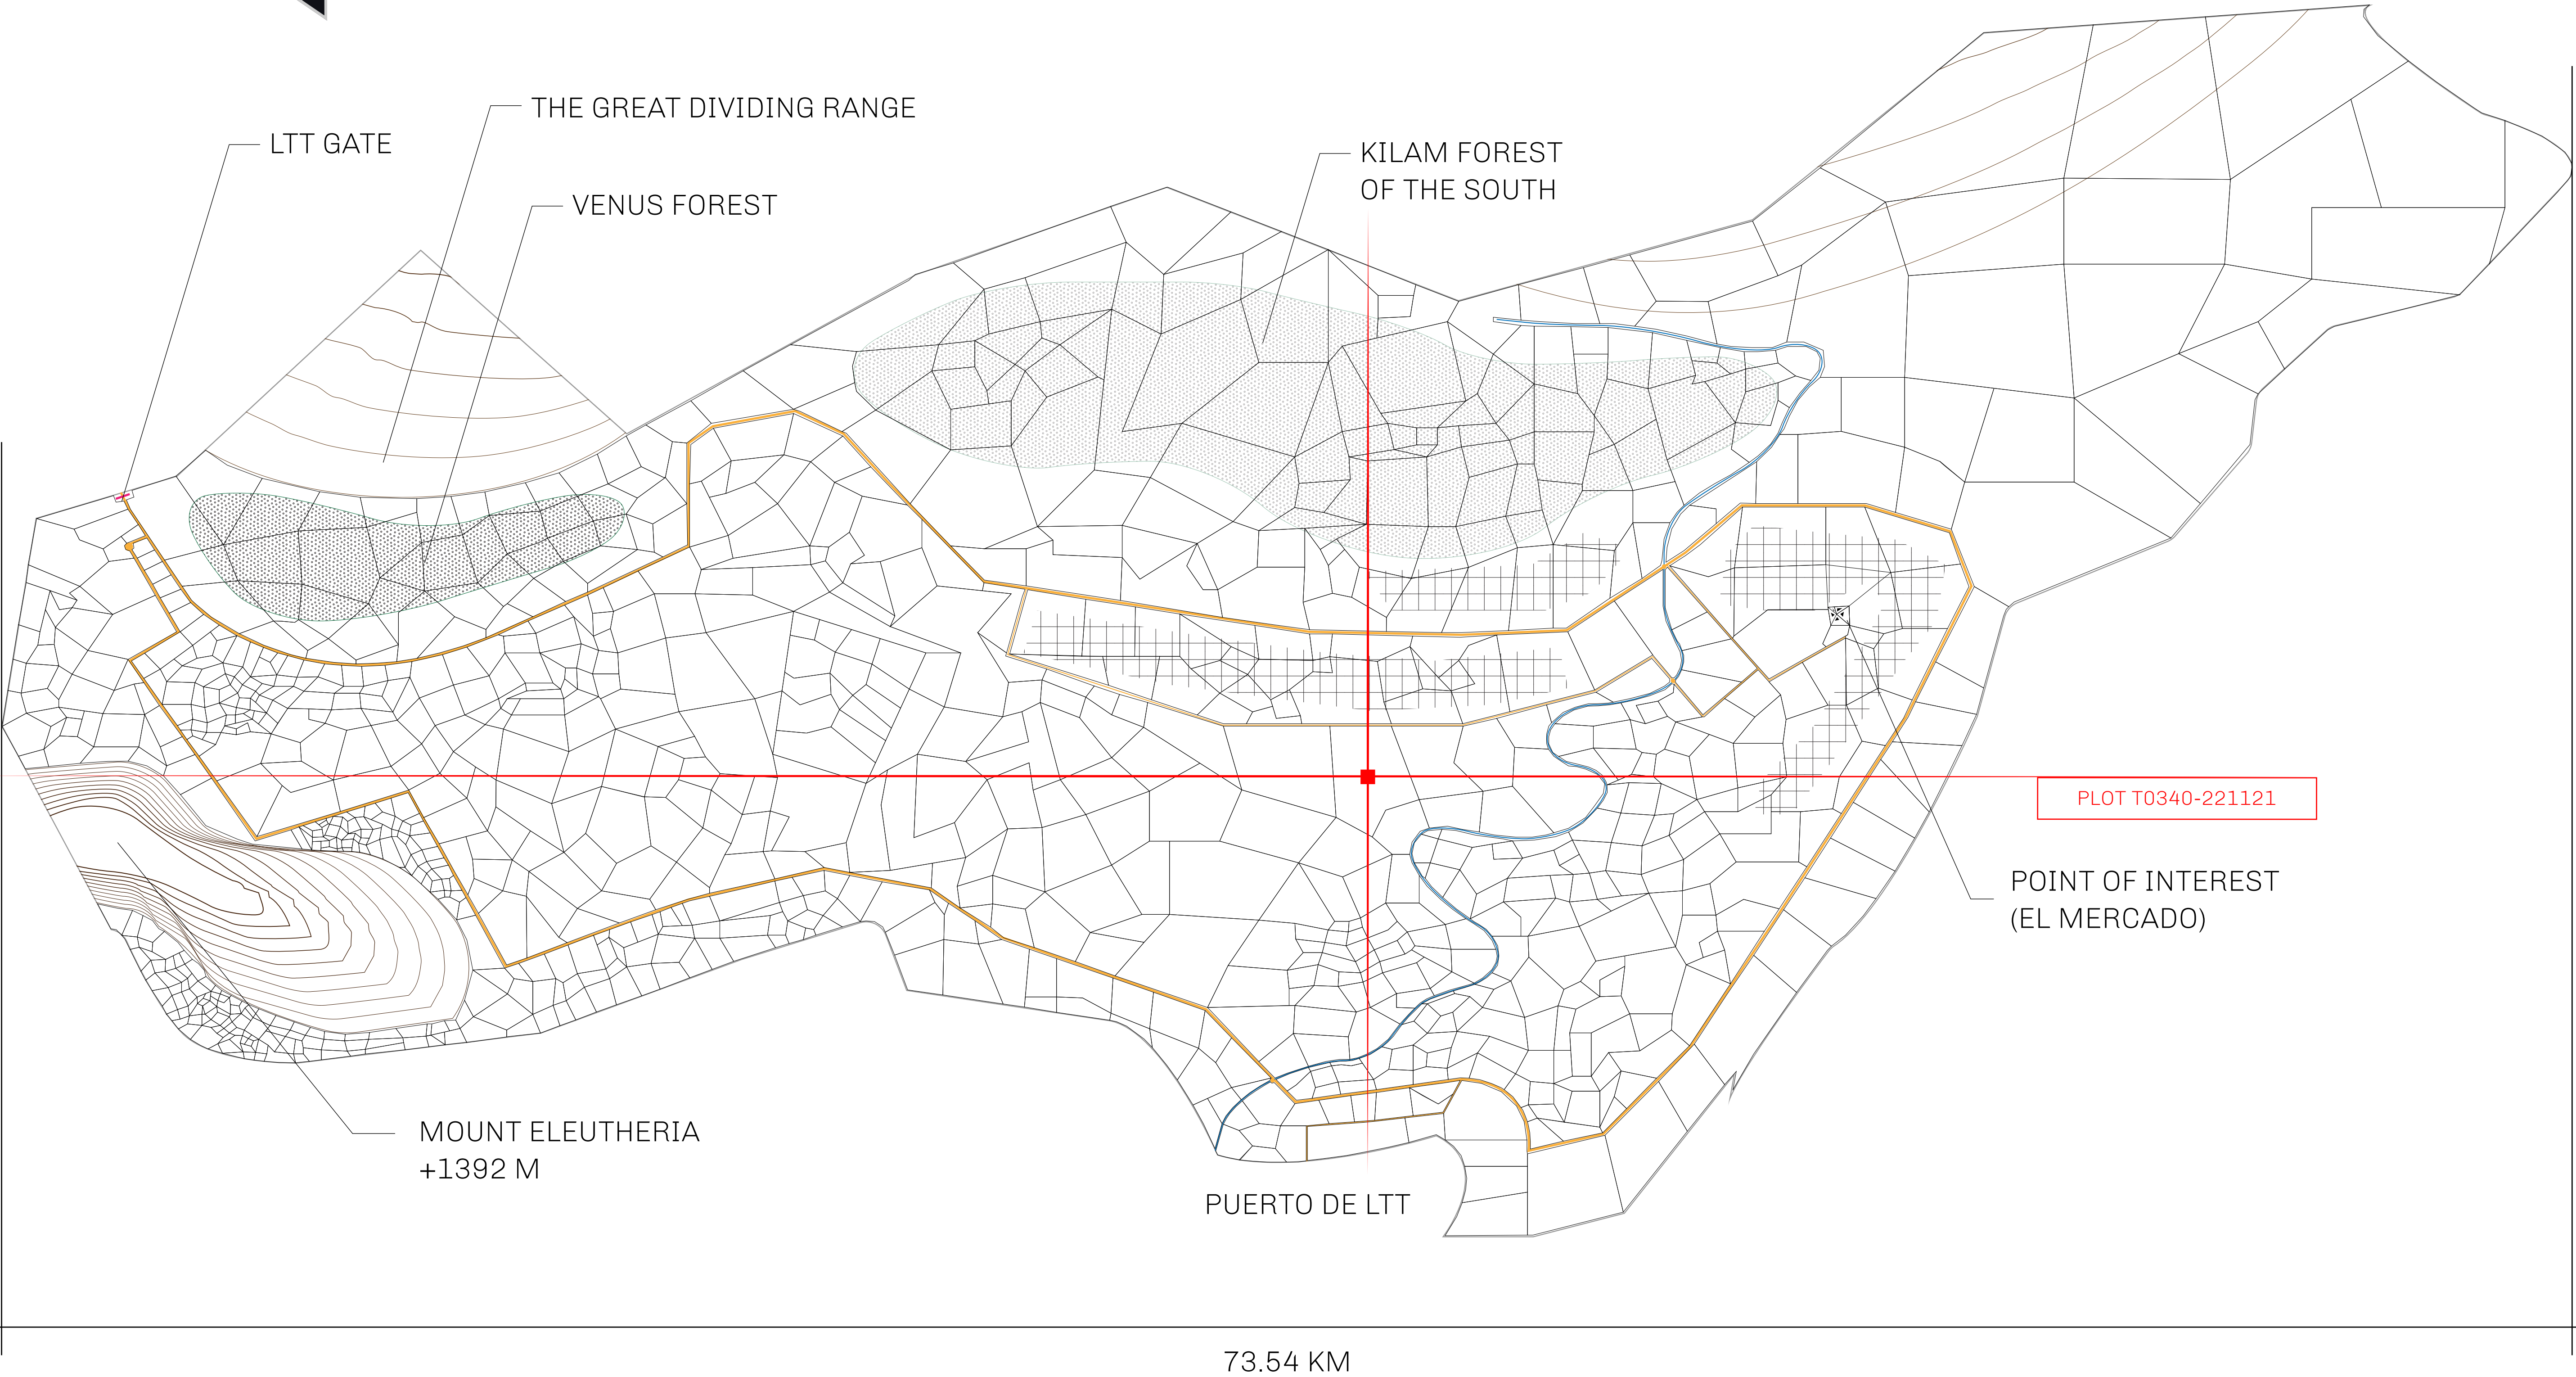 THE GREAT DIVIDING RANGE
LTT GATE
VENUS FOREST
KILAM FOREST
OF THE SOUTH
PLOT T0340-221121
POINT OF INTEREST
(EL MERCADO)
MOUNT ELEUTHERIA
+1392 M
PUERTO DE LTT
73.54 KM